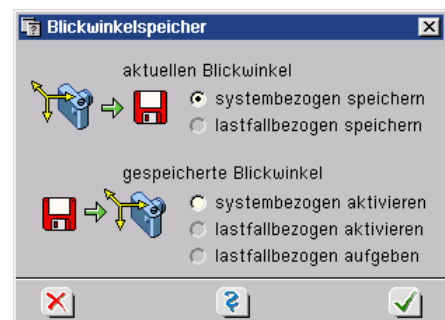 Blickwinkelspeicher
aktuellen Blickwinkel
systembezogen speichern
lastfallbezogen speichern
gespeicherte Blickwinkel
systembezogen aktivieren
lastfallbezogen aktivieren
lastfallbezogen aufgeben